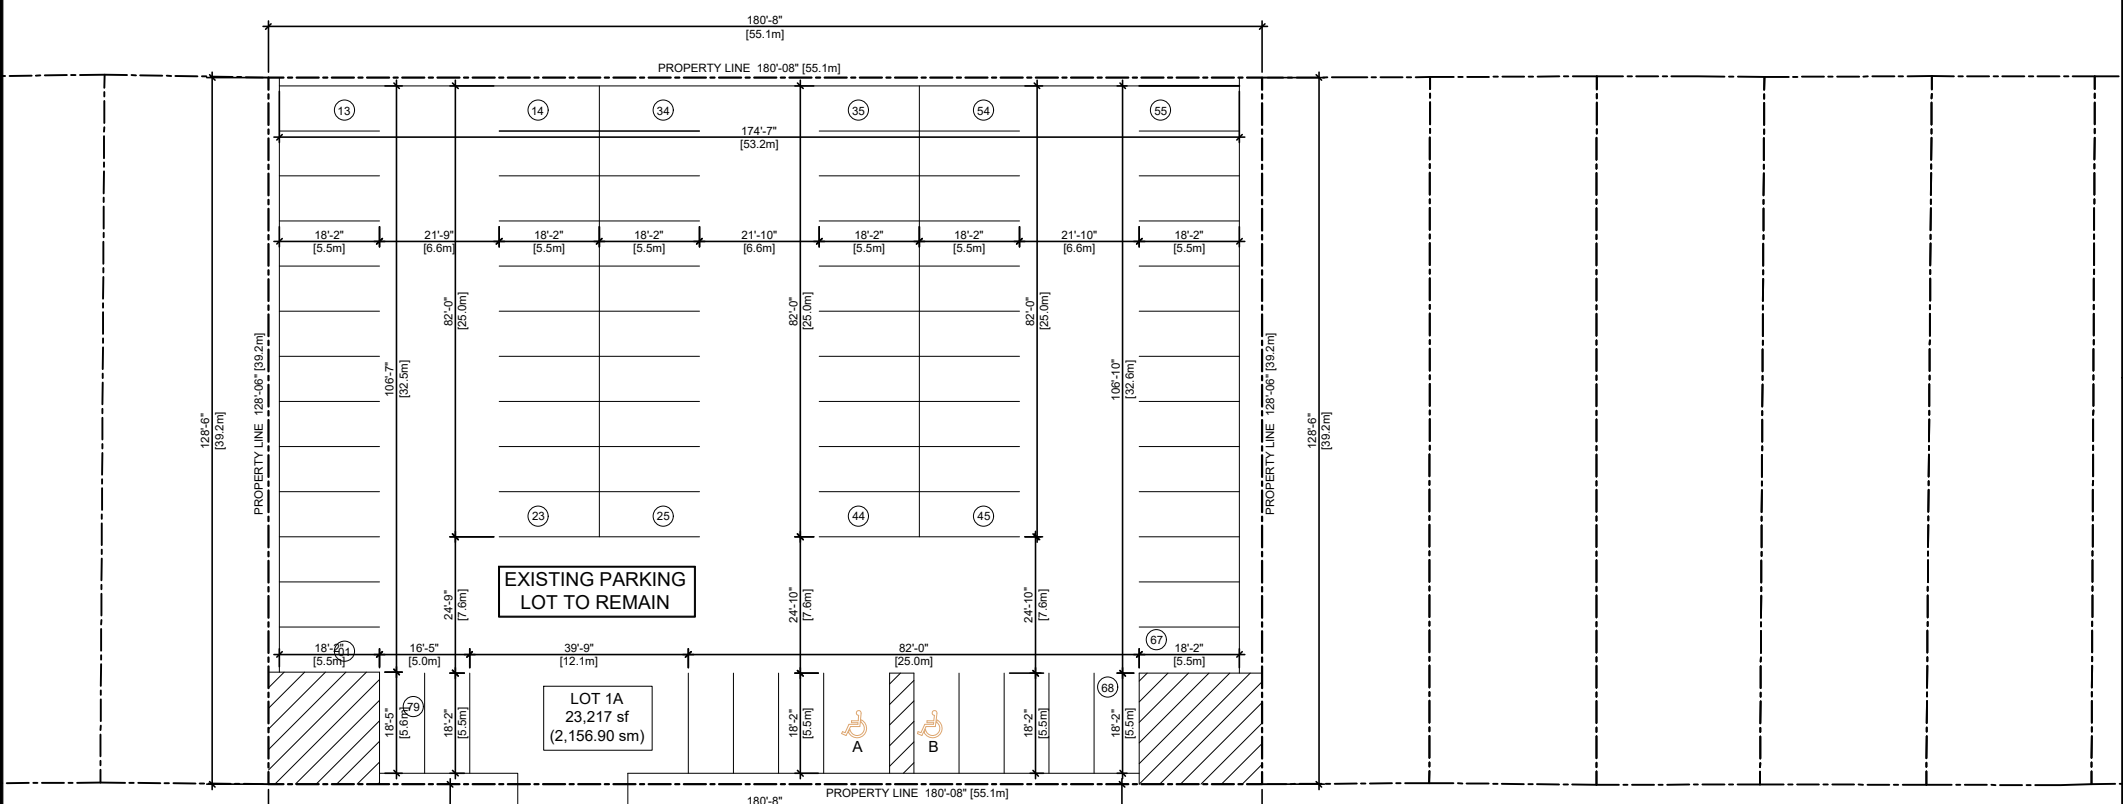 180'-8"
[55.1m]
PROPERTY LINE 180'-08" [55.1m]
13
14
34
35
54
55
174'-7"
[53.2m]
18'-2"
[5.5m]
21'-9"
[6.6m]
18'-2"
[5.5m]
18'-2"
[5.5m]
21'-10"
[6.6m]
18'-2"
[5.5m]
18'-2"
[5.5m]
21'-10"
[6.6m]
18'-2"
[5.5m]
82'-0"
[25.0m]
82'-0"
[25.0m]
82'-0"
[25.0m]
128'-6"
[39.2m]
PROPERTY LINE 128'-06" [39.2m]
106'-7"
[32.5m]
106'-10"
[32.6m]
PROPERTY LINE 128'-06" [39.2m]
128'-6"
[39.2m]
23
25
44
45
EXISTING PARKING
LOT TO REMAIN
24'-9"
[7.6m]
24'-10"
[7.6m]
24'-10"
[7.6m]
67
01
18'-2"
[5.5m]
16'-5"
[5.0m]
39'-9"
[12.1m]
82'-0"
[25.0m]
18'-2"
[5.5m]
68
79
18'-5"
[5.6m]
18'-2"
[5.5m]
LOT 1A
23,217 sf
(2,156.90 sm)
18'-2"
[5.5m]
A
B
18'-2"
[5.5m]
18'-2"
[5.5m]
PROPERTY LINE 180'-08" [55.1m]
180'-8"